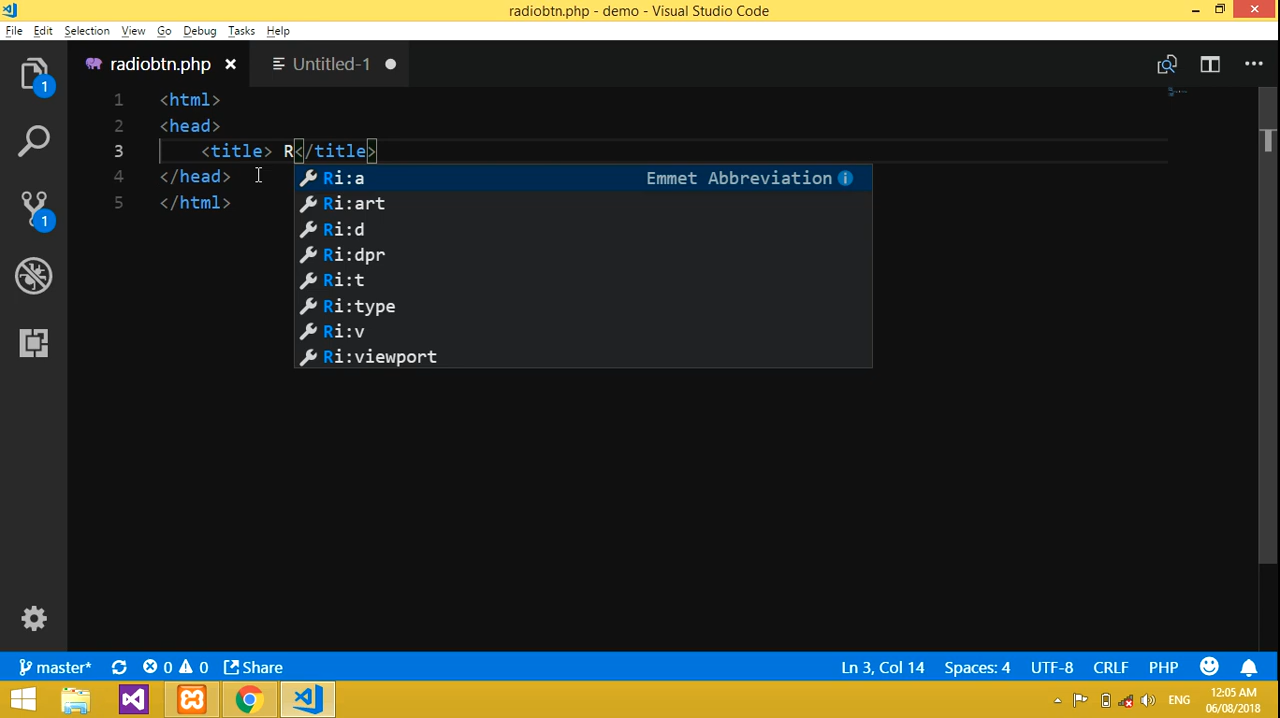 radiobtn.php - demo - Visual Studio Code
File Edit Selection View Go Debug Tasks Help
radiobtn.php Untitled-1
1 <html>
2 <head>
3 <title> R</title>
4 </head>
5 </html>
Ri:a Emmet Abbreviation
Ri:art
Ri:d
Ri:dpr
Ri:t
Ri:type
Ri:v
Ri:viewport
1
1
master* 0 0 Share Ln 3, Col 14 Spaces: 4 UTF-8 CRLF PHP
ENG
12:05 AM
06/08/2018